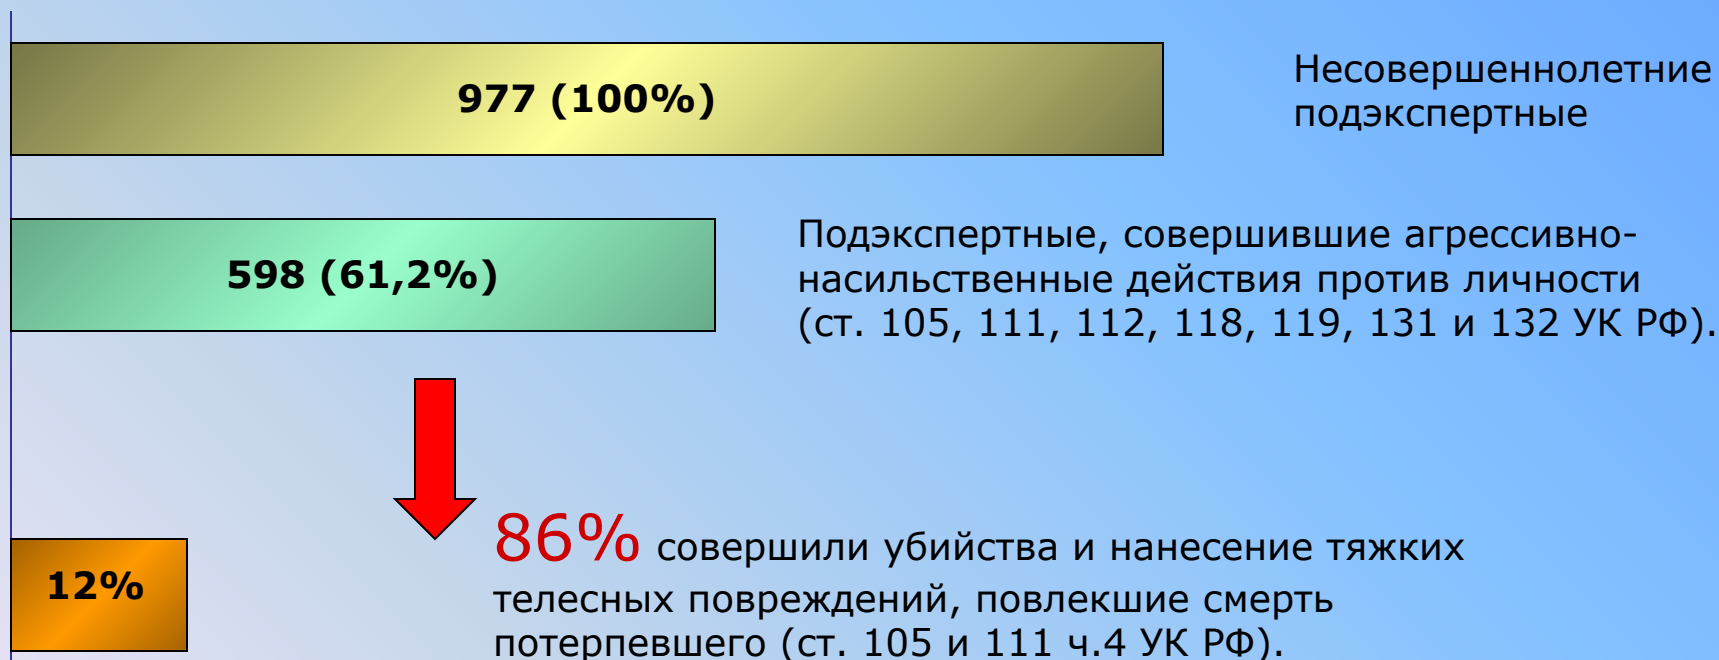 977 (100%)
Несовершеннолетние
подэкспертные
598 (61,2%)
Подэкспертные, совершившие агрессивно-
насильственные действия против личности
(ст. 105, 111, 112, 118, 119, 131 и 132 УК РФ).
12%
86% совершили убийства и нанесение тяжких
телесных повреждений, повлекшие смерть
потерпевшего (ст. 105 и 111 ч.4 УК РФ).